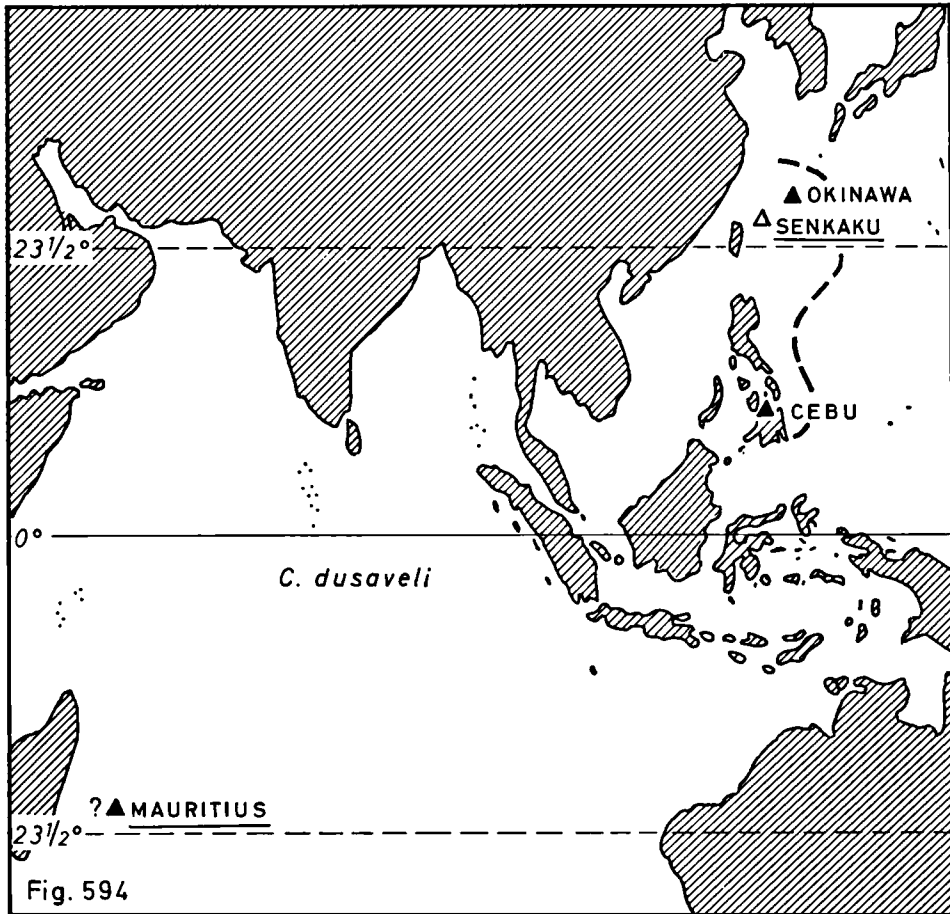 OKINAWA
SENKAKU
23½°
CEBU
0°
C. dusaveli
? MAURITIUS
23½°
Fig. 594